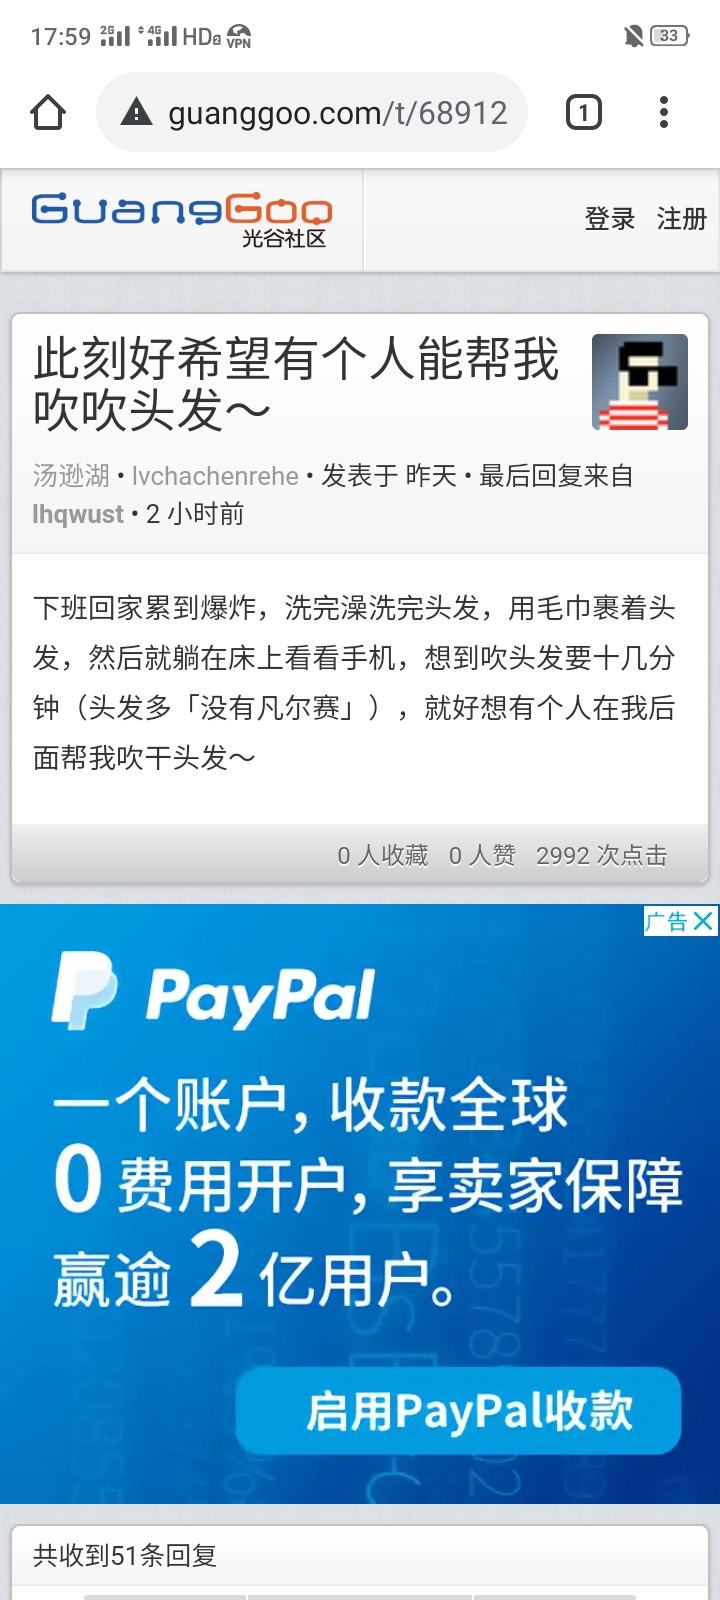 17:59 2G 4G HD2 VPN 33
guanggoo.com/t/68912 1
GuangGoo 登录 注册
光谷社区
此刻好希望有个人能帮我
吹吹头发～
汤逊湖 • lvchachenrehe • 发表于 昨天 • 最后回复来自
lhqwust • 2 小时前
下班回家累到爆炸，洗完澡洗完头发，用毛巾裹着头
发，然后就躺在床上看看手机，想到吹头发要十几分
钟（头发多「没有凡尔赛」），就好想有个人在我后
面帮我吹干头发～
0 人收藏 0 人赞 2992 次点击
广告
PayPal
一个账户，收款全球
0 费用开户，享卖家保障
赢逾 2 亿用户。
启用PayPal收款
共收到51条回复